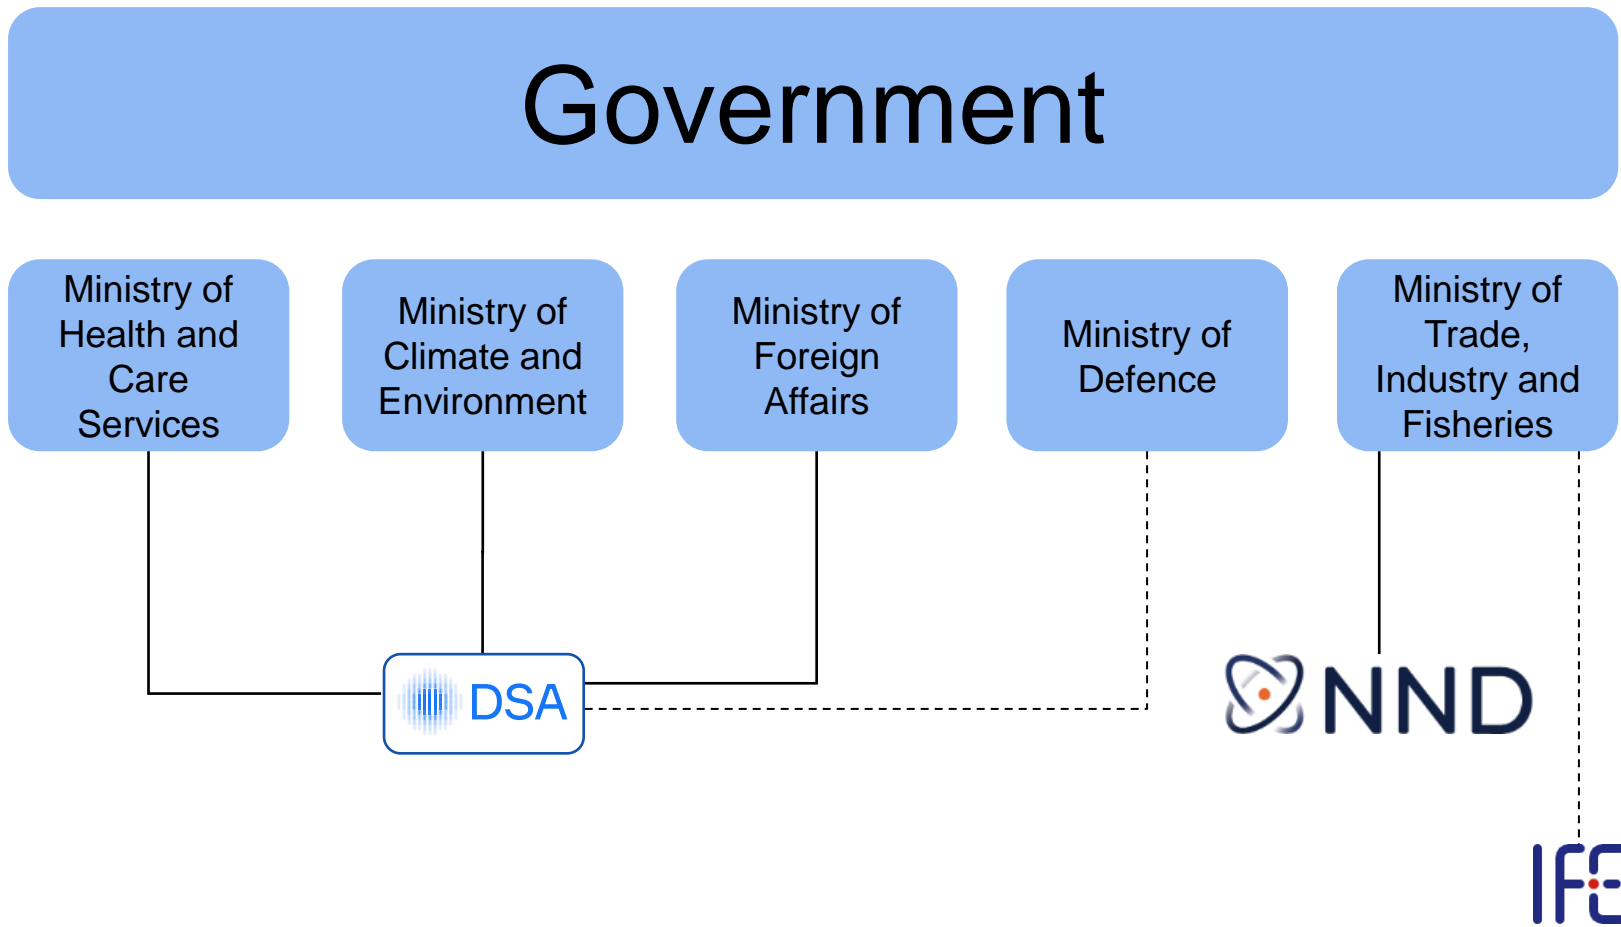 Government
Ministry of
Health and
Care
Services
Ministry of
Climate and
Environment
Ministry of
Foreign
Affairs
Ministry of
Defence
Ministry of
Trade,
Industry and
Fisheries
DSA
NND
IFE